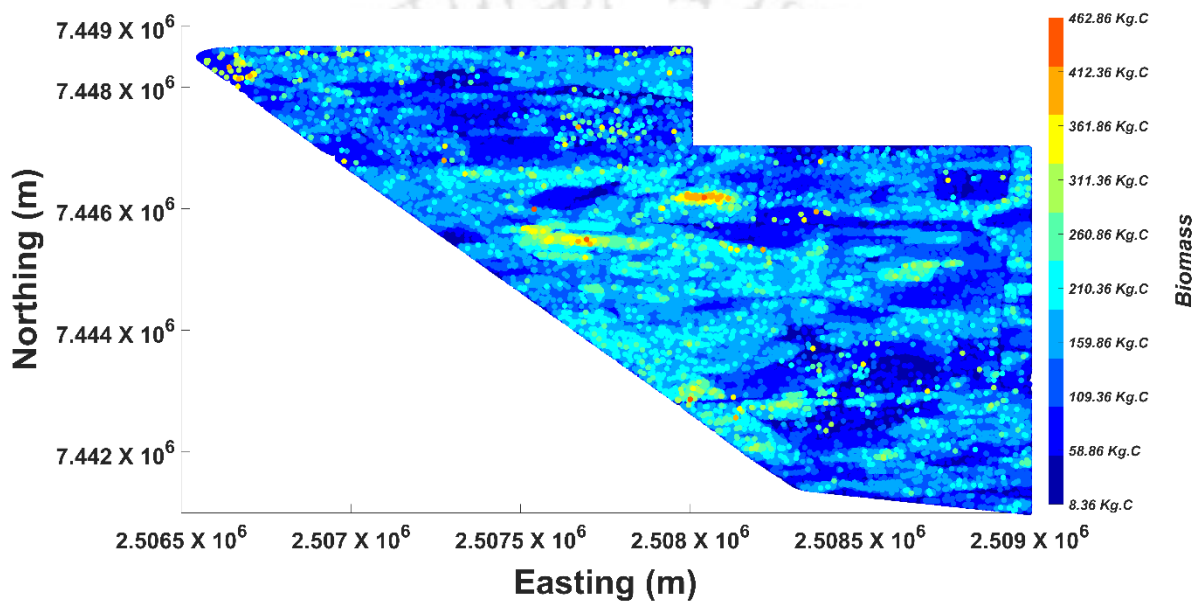 7.449 X 10⁶
7.448 X 10⁶
7.446 X 10⁶
7.444 X 10⁶
7.442 X 10⁶
Northing (m)
2.5065 X 10⁶ 2.507 X 10⁶ 2.5075 X 10⁶ 2.508 X 10⁶ 2.5085 X 10⁶ 2.509 X 10⁶
Easting (m)
462.86 Kg.C
412.36 Kg.C
361.86 Kg.C
311.36 Kg.C
260.86 Kg.C
210.36 Kg.C
159.86 Kg.C
109.36 Kg.C
58.86 Kg.C
8.36 Kg.C
Biomass